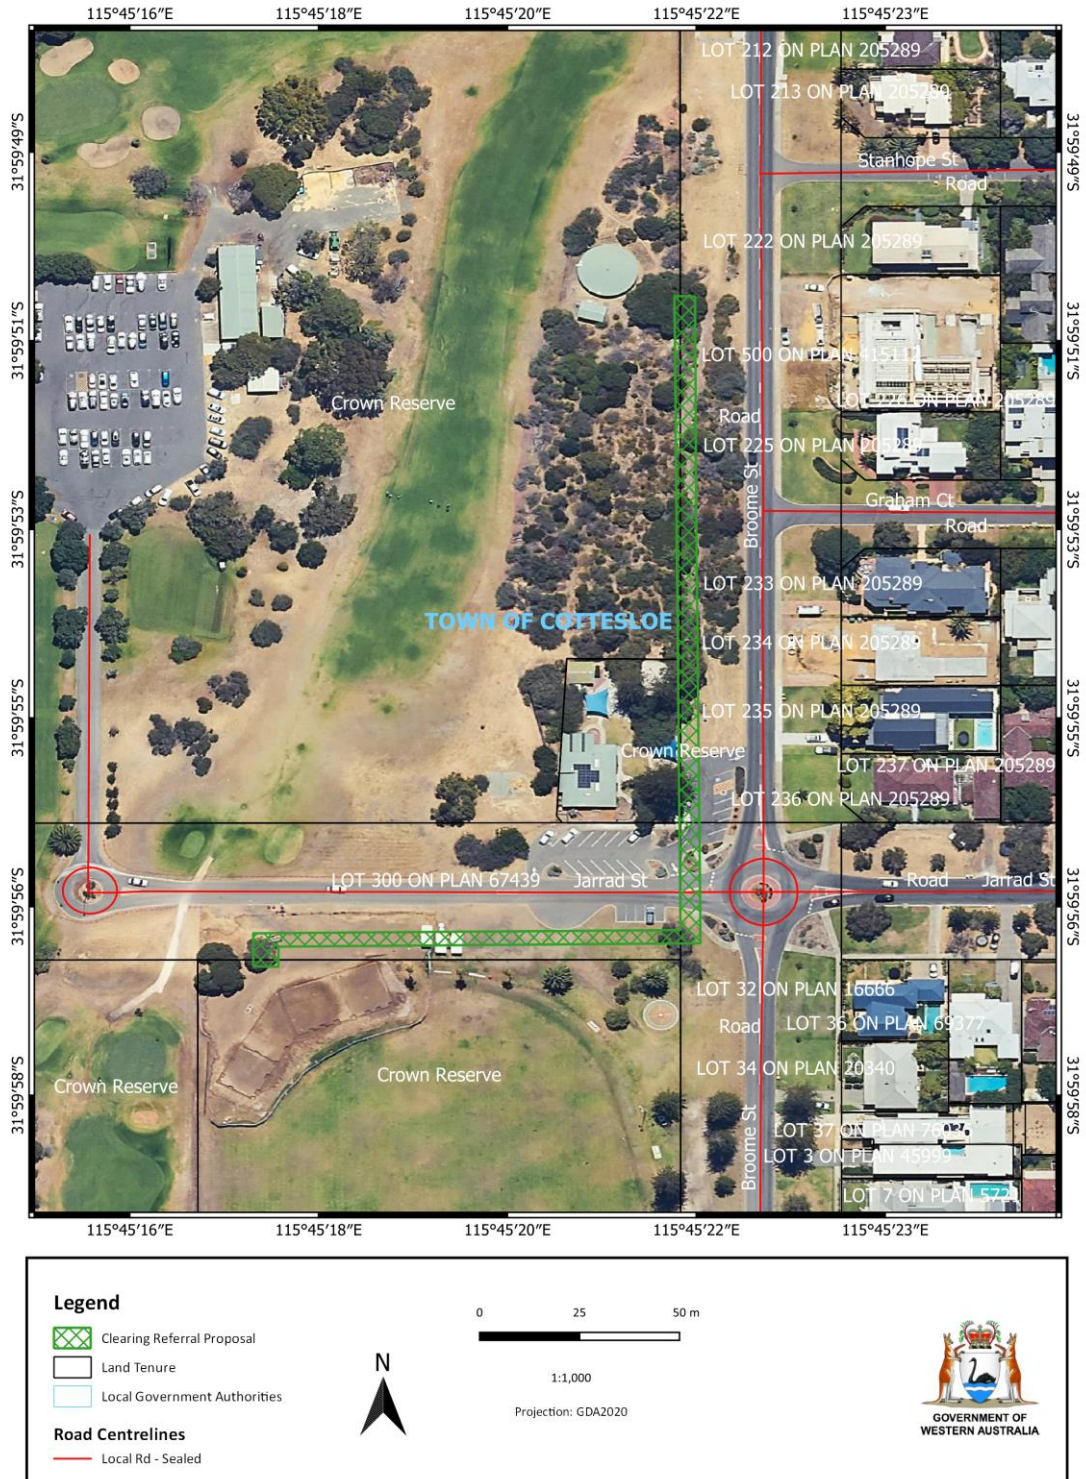 115°45'16"E 115°45'18"E 115°45'20"E 115°45'22"E 115°45'23"E
LOT 212 ON PLAN 205289
LOT 213 ON PLAN 205289
31°59'49"S
31°59'49"S
Stanhope St
Road
LOT 222 ON PLAN 205289
31°59'51"S
31°59'51"S
LOT 500 ON PLAN 415112
Crown Reserve
LOT 226 ON PLAN 205289
Road
LOT 225 ON PLAN 205289
Broome St
Graham Ct
Road
31°59'53"S
31°59'53"S
LOT 233 ON PLAN 205289
TOWN OF COTTESLOE
LOT 234 ON PLAN 205289
31°59'55"S
31°59'55"S
LOT 235 ON PLAN 205289
Crown Reserve
LOT 237 ON PLAN 205289
LOT 236 ON PLAN 205289
31°59'56"S
31°59'56"S
LOT 300 ON PLAN 67439
Jarrad St
Road
Jarrad St
LOT 32 ON PLAN 16666
Road
LOT 36 ON PLAN 69377
LOT 34 ON PLAN 20340
Crown Reserve
Crown Reserve
31°59'58"S
31°59'58"S
Broome St
LOT 37 ON PLAN
LOT 3 ON PLAN 45999
LOT 7 ON PLAN
115°45'16"E 115°45'18"E 115°45'20"E 115°45'22"E 115°45'23"E
Legend
Clearing Referral Proposal
Land Tenure
Local Government Authorities
Road Centrelines
Local Rd - Sealed
N
0 25 50 m
1:1,000
Projection: GDA2020
GOVERNMENT OF
WESTERN AUSTRALIA